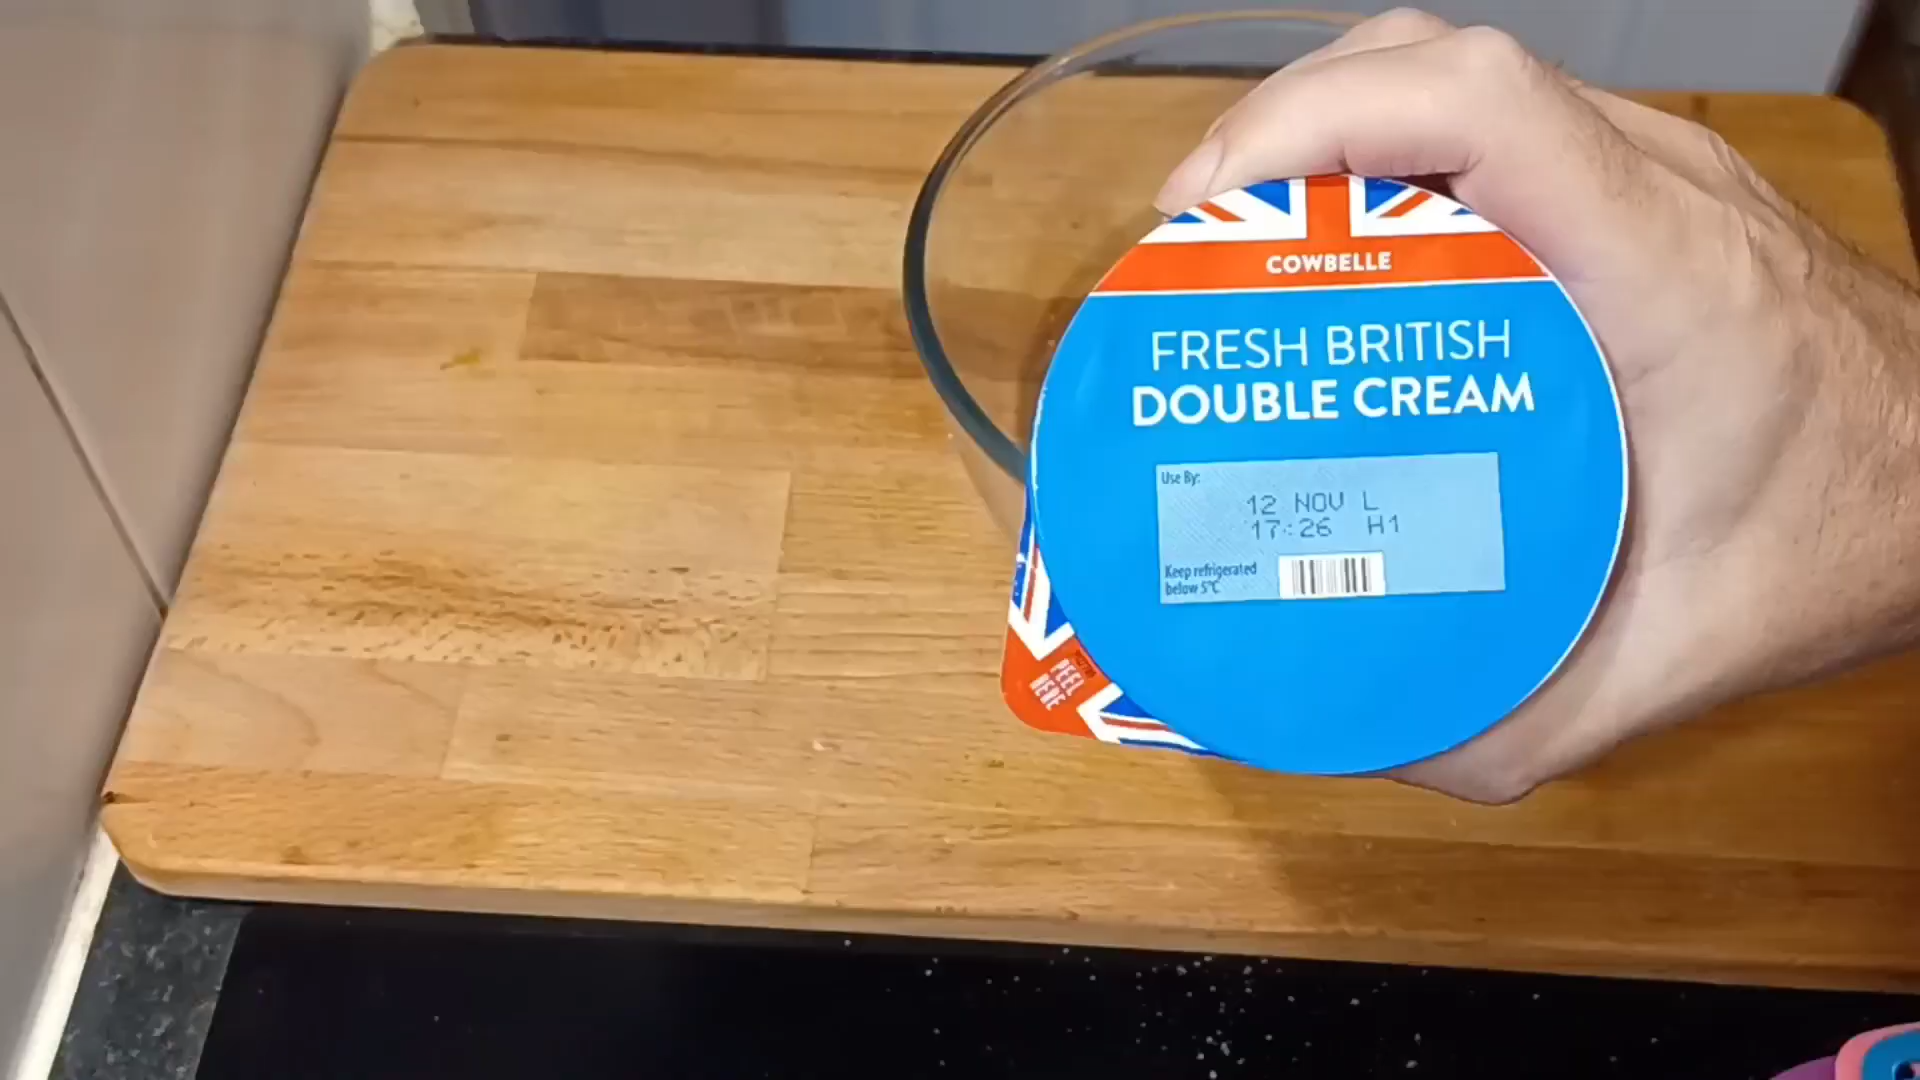 COWBELLE
FRESH BRITISH
DOUBLE CREAM
Use By:
12 NOV L
17:26 H1
Keep refrigerated
below 5°C
PEEL
HERE